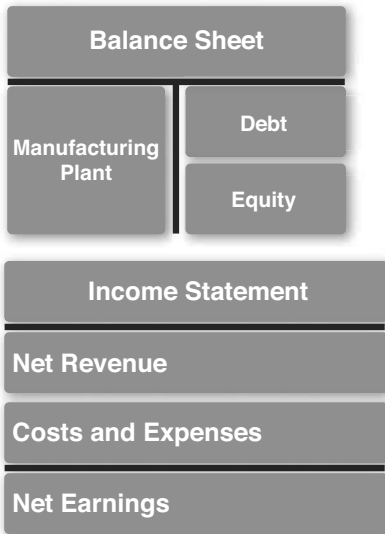 Balance Sheet
Manufacturing
Plant
Debt
Equity
Income Statement
Net Revenue
Costs and Expenses
Net Earnings